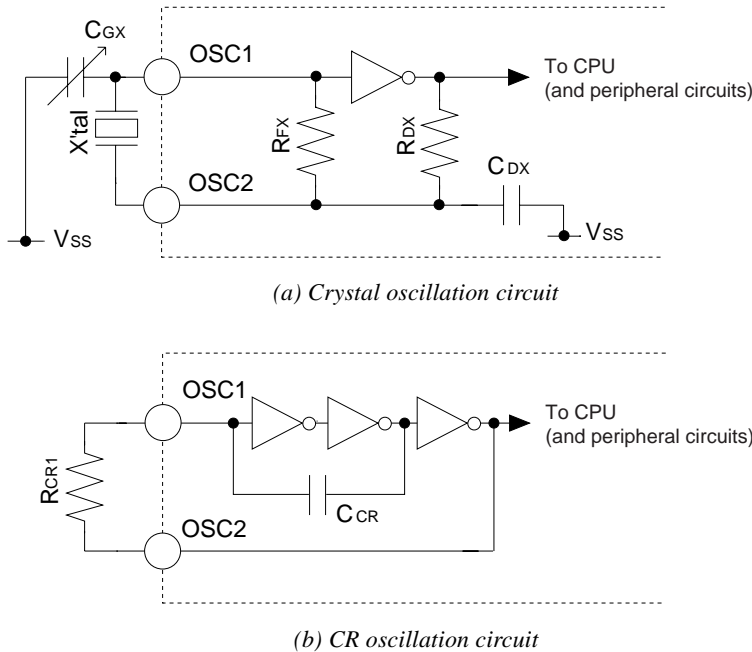 CGX
OSC1
X'tal
RFX
RDX
To CPU
(and peripheral circuits)
OSC2
CDX
VSS
VSS
(a) Crystal oscillation circuit
OSC1
To CPU
(and peripheral circuits)
RCR1
CCR
OSC2
(b) CR oscillation circuit